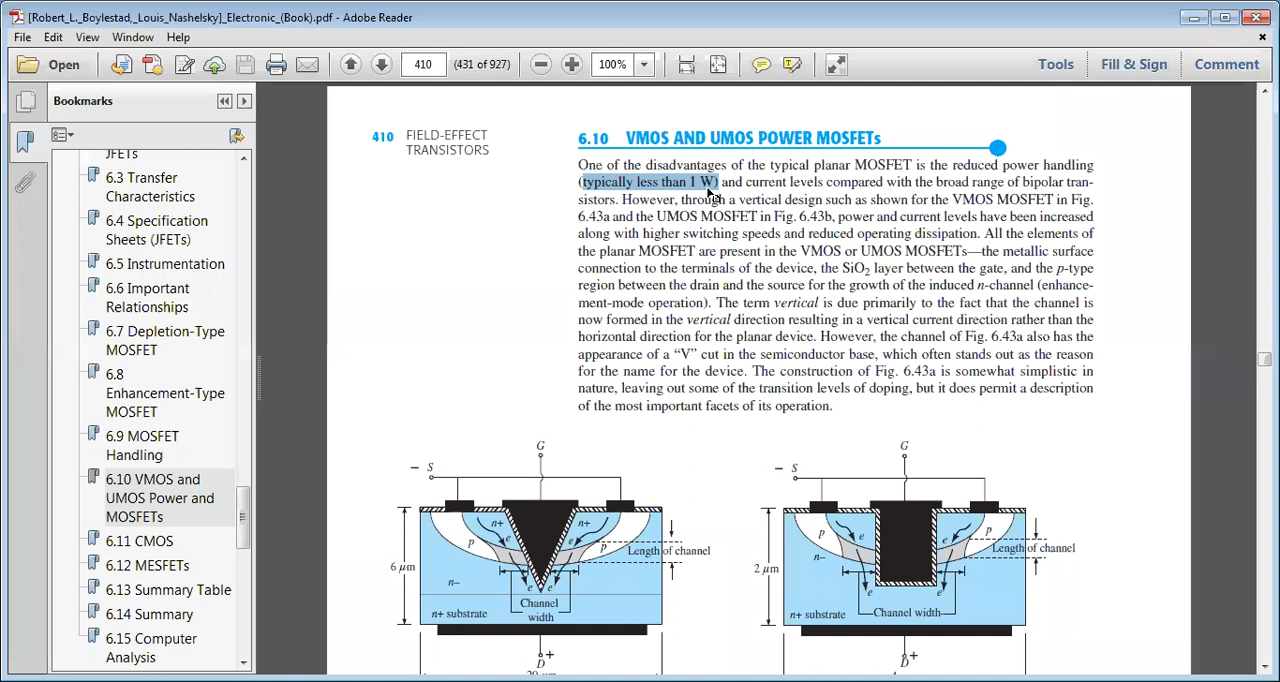 [Robert_L._Boylestad,_Louis_Nashelsky]_Electronic_(Book).pdf - Adobe Reader
File Edit View Window Help
Open 410 (431 of 927) 100% Tools Fill & Sign Comment
Bookmarks
JFETs
6.3 Transfer
Characteristics
6.4 Specification
Sheets (JFETs)
6.5 Instrumentation
6.6 Important
Relationships
6.7 Depletion-Type
MOSFET
6.8
Enhancement-Type
MOSFET
6.9 MOSFET
Handling
6.10 VMOS and
UMOS Power and
MOSFETs
6.11 CMOS
6.12 MESFETs
6.13 Summary Table
6.14 Summary
6.15 Computer
Analysis
410 FIELD-EFFECT
TRANSISTORS
6.10 VMOS AND UMOS POWER MOSFETs
One of the disadvantages of the typical planar MOSFET is the reduced power handling
(typically less than 1 W) and current levels compared with the broad range of bipolar tran-
sistors. However, through a vertical design such as shown for the VMOS MOSFET in Fig.
6.43a and the UMOS MOSFET in Fig. 6.43b, power and current levels have been increased
along with higher switching speeds and reduced operating dissipation. All the elements of
the planar MOSFET are present in the VMOS or UMOS MOSFETs—the metallic surface
connection to the terminals of the device, the SiO₂ layer between the gate, and the p-type
region between the drain and the source for the growth of the induced n-channel (enhance-
ment-mode operation). The term vertical is due primarily to the fact that the channel is
now formed in the vertical direction resulting in a vertical current direction rather than the
horizontal direction for the planar device. However, the channel of Fig. 6.43a also has the
appearance of a “V” cut in the semiconductor base, which often stands out as the reason
for the name for the device. The construction of Fig. 6.43a is somewhat simplistic in
nature, leaving out some of the transition levels of doping, but it does permit a description
of the most important facets of its operation.
G
– S
n+ n+
e e
p p
Length of channel
6 μm
n–
e e
Channel
width
n+ substrate
+
D
G
– S
p p
e e
Length of channel
n–
2 μm
e e
Channel width
n+ substrate
+
D